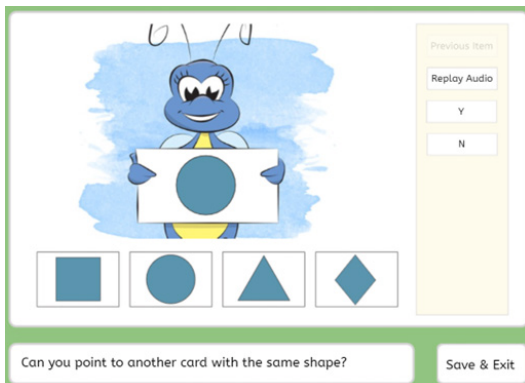 Previous Item
Replay Audio
Y
N
Can you point to another card with the same shape?
Save & Exit